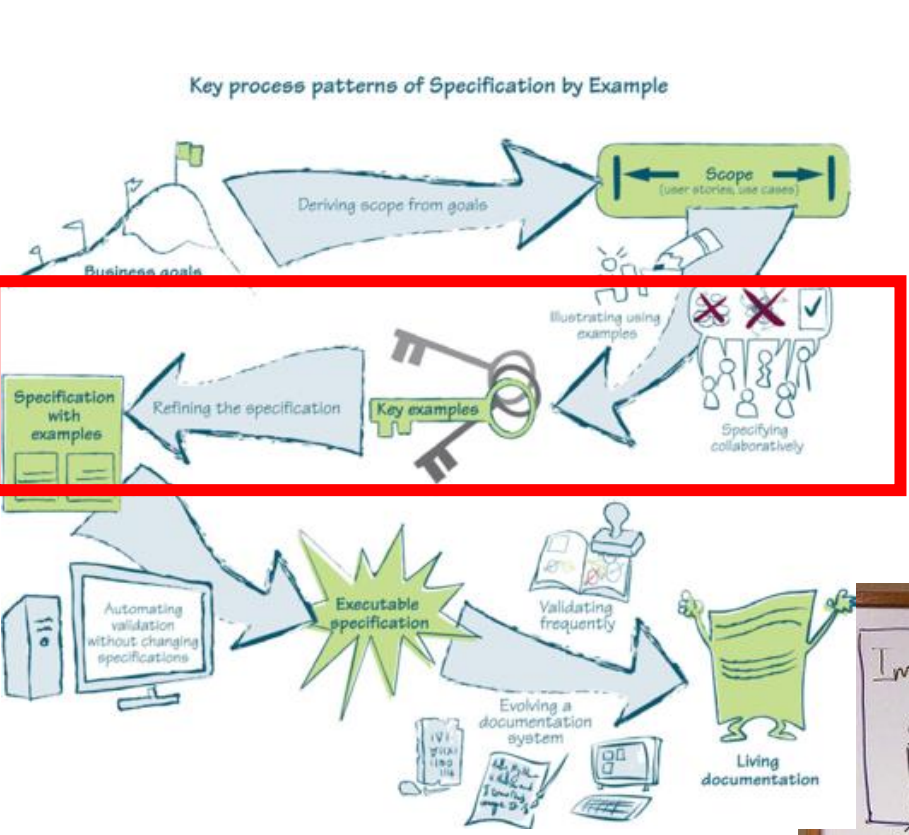 Key process patterns of Specification by Example
Scope
(user stories, use cases)
Deriving scope from goals
Business goals
Illustrating using
examples
Specification
with
examples
Refining the specification
Key examples
Specifying
collaboratively
Automating
validation
without changing
specifications
Executable
specification
Validating
frequently
Evolving a
documentation
system
Living
documentation